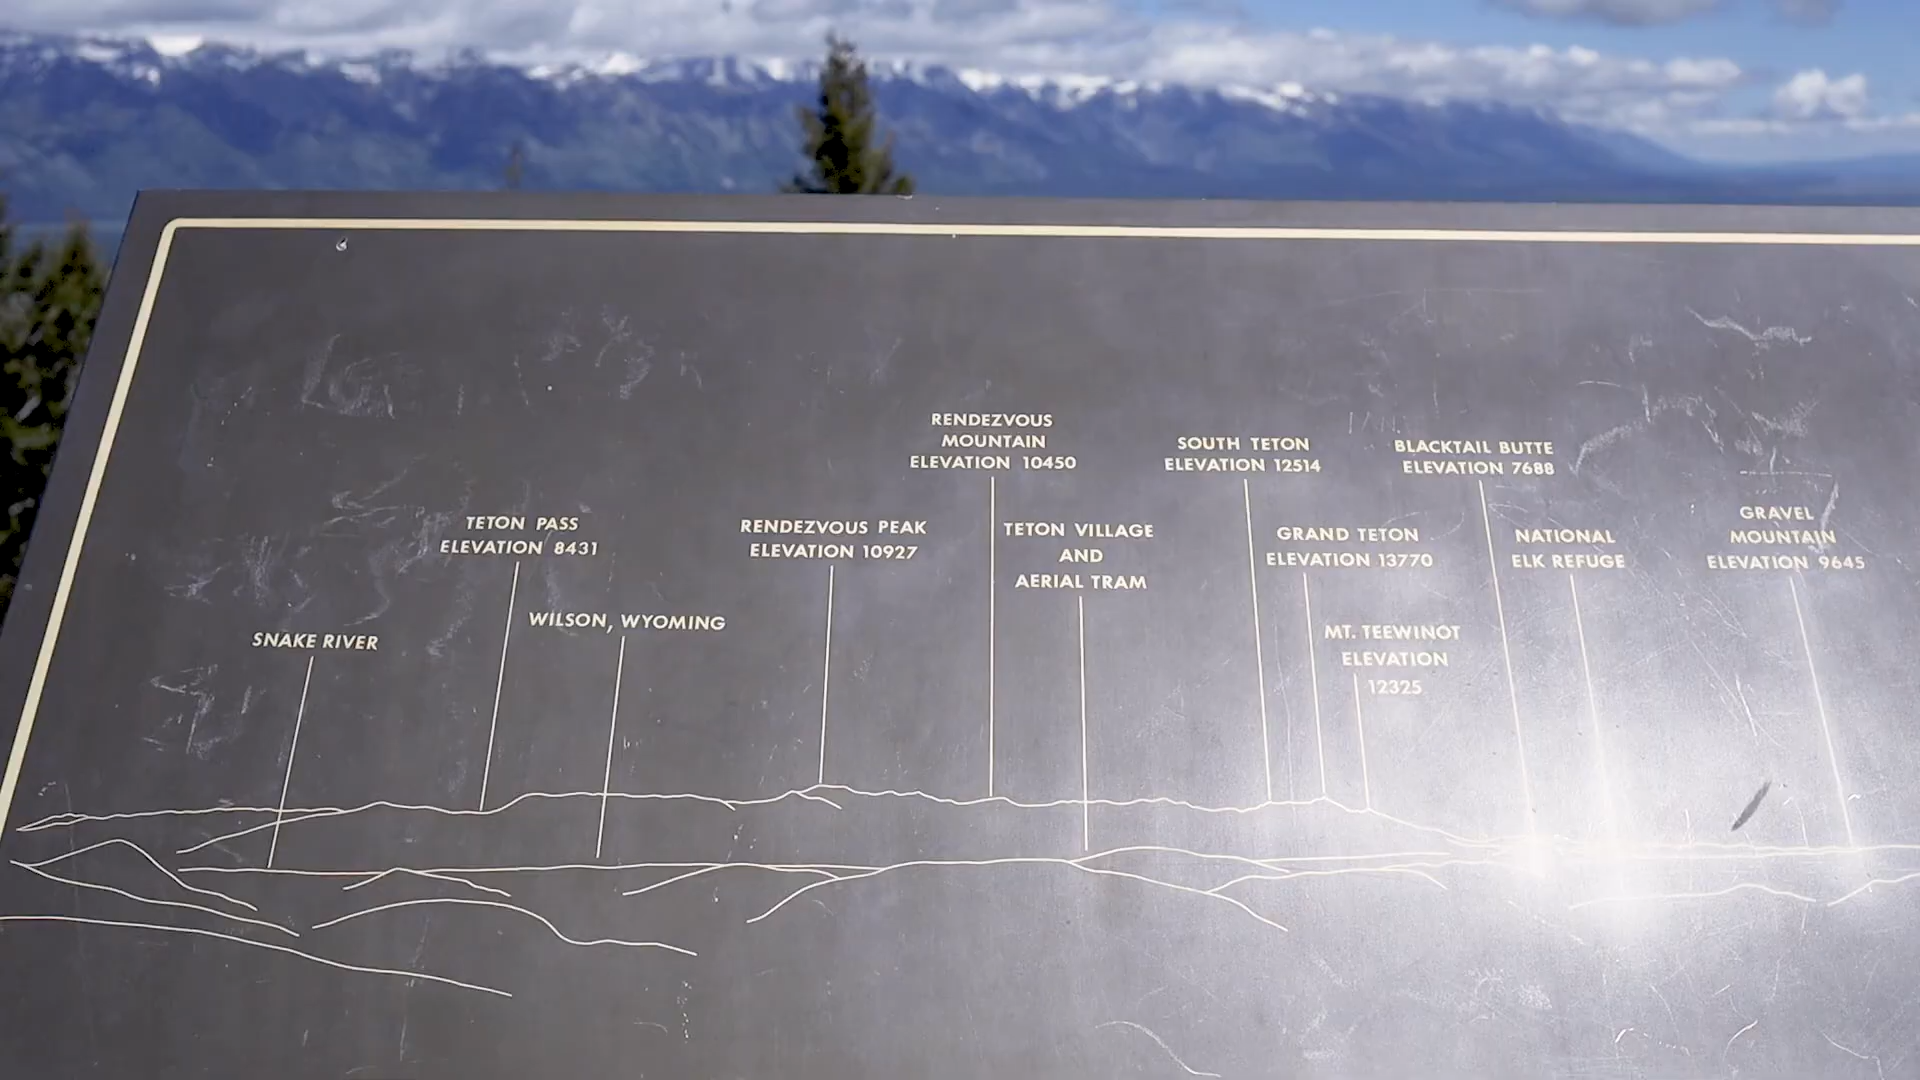 RENDEZVOUS
MOUNTAIN
ELEVATION 10450
SOUTH TETON
ELEVATION 12514
BLACKTAIL BUTTE
ELEVATION 7688
TETON PASS
ELEVATION 8431
RENDEZVOUS PEAK
ELEVATION 10927
TETON VILLAGE
AND
AERIAL TRAM
GRAND TETON
ELEVATION 13770
NATIONAL
ELK REFUGE
GRAVEL
MOUNTAIN
ELEVATION 9645
SNAKE RIVER
WILSON, WYOMING
MT. TEEWINOT
ELEVATION
12325